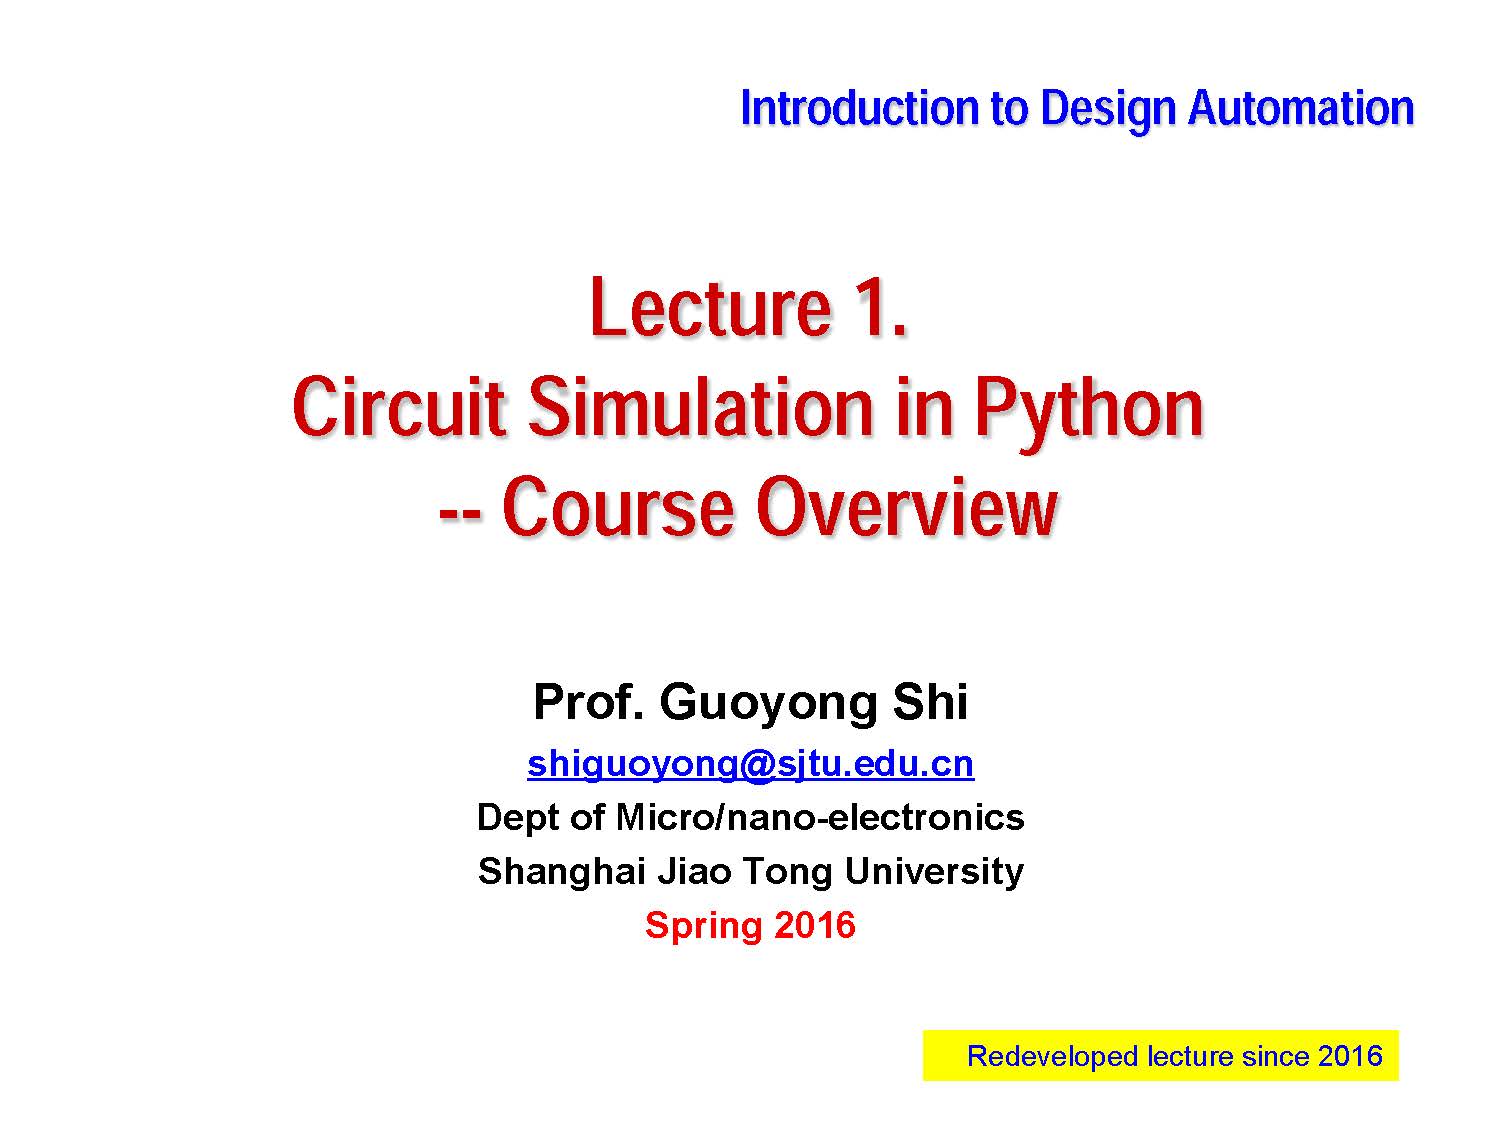 Introduction to Design Automation
Lecture 1.
Circuit Simulation in Python
-- Course Overview
Prof. Guoyong Shi
shiguoyong@sjtu.edu.cn
Dept of Micro/nano-electronics
Shanghai Jiao Tong University
Spring 2016
Redeveloped lecture since 2016